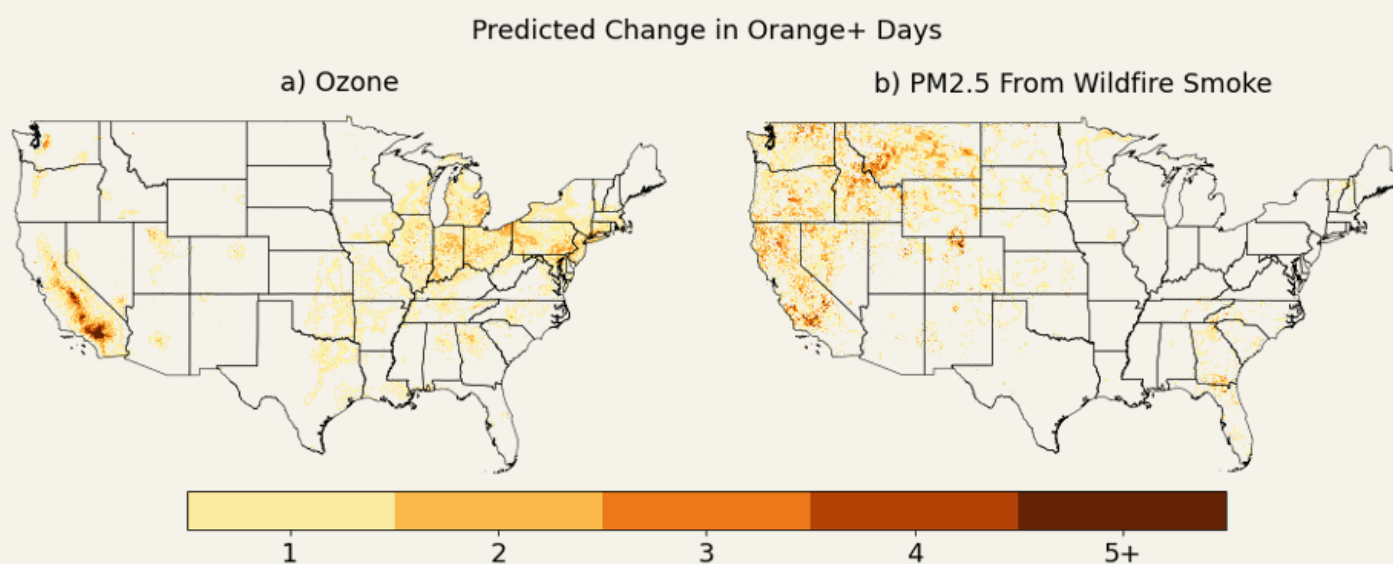 Predicted Change in Orange+ Days
a) Ozone
b) PM2.5 From Wildfire Smoke
1
2
3
4
5+